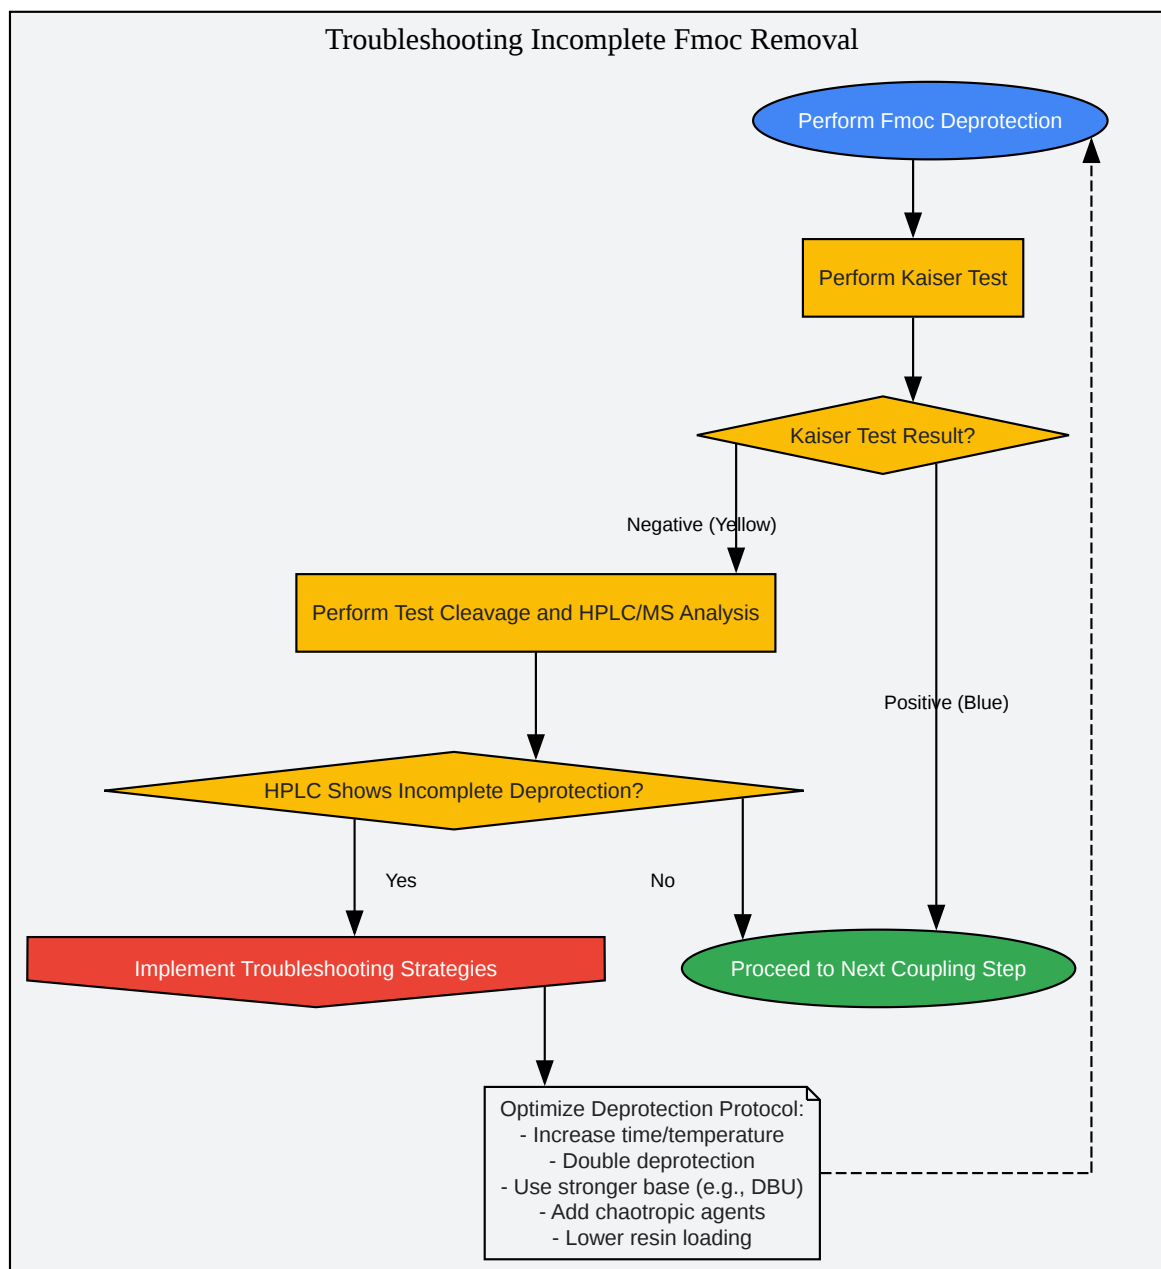 Troubleshooting Incomplete Fmoc Removal
Perform Fmoc Deprotection
Perform Kaiser Test
Kaiser Test Result?
Negative (Yellow)
Perform Test Cleavage and HPLC/MS Analysis
Positive (Blue)
HPLC Shows Incomplete Deprotection?
Yes
No
Implement Troubleshooting Strategies
Proceed to Next Coupling Step
Optimize Deprotection Protocol:
- Increase time/temperature
- Double deprotection
- Use stronger base (e.g., DBU)
- Add chaotropic agents
- Lower resin loading